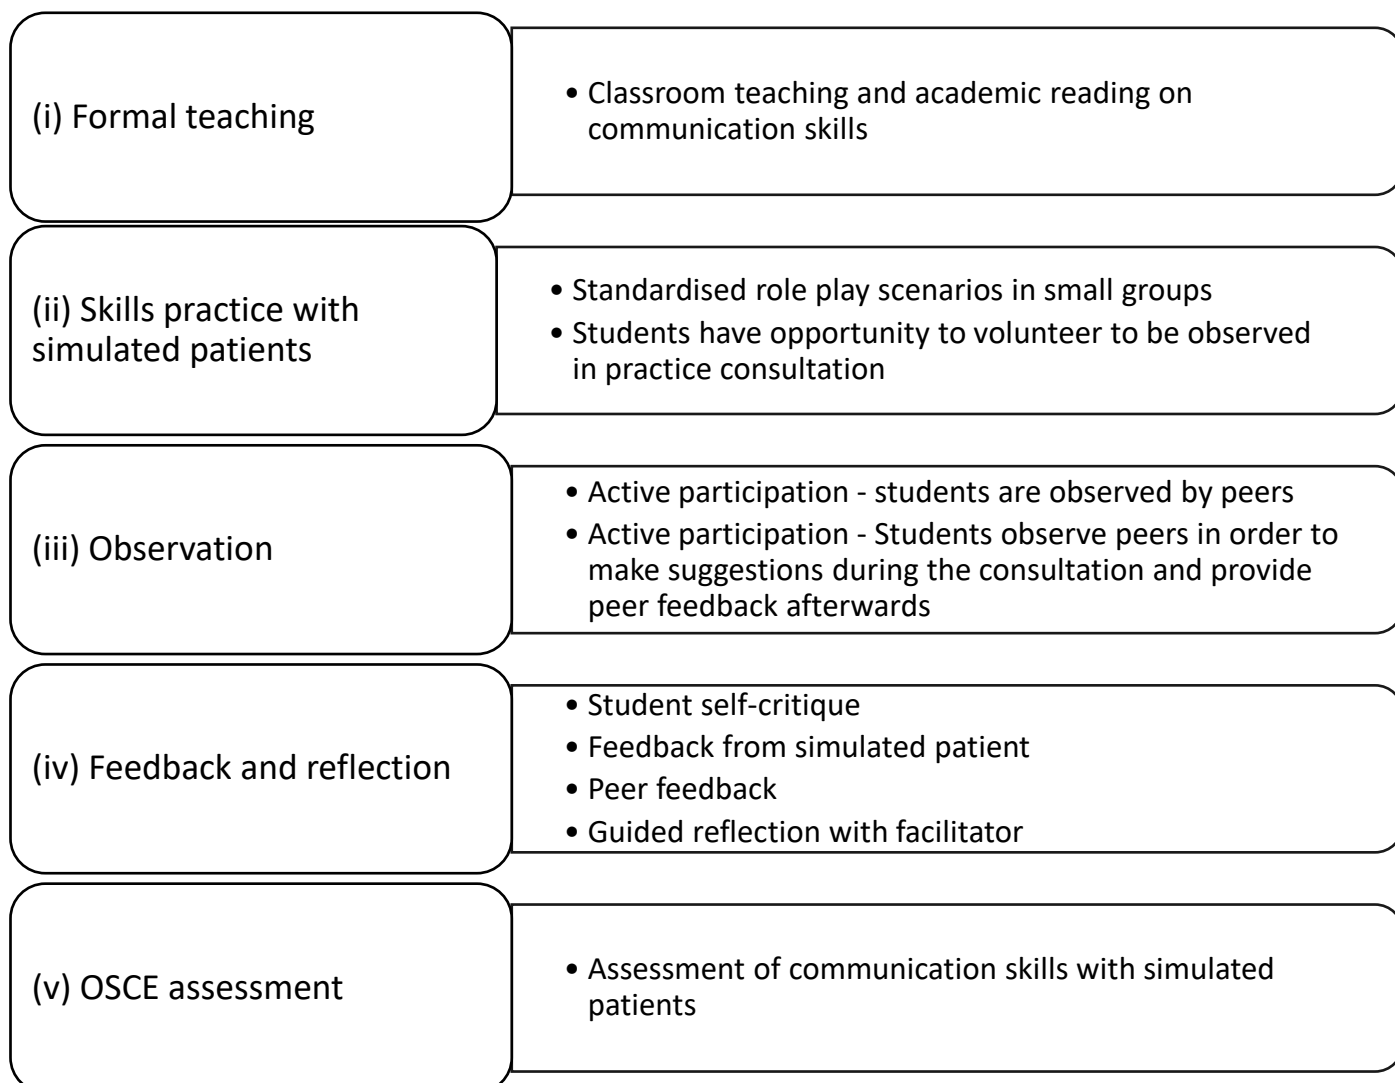 (i) Formal teaching
• Classroom teaching and academic reading on
communication skills
(ii) Skills practice with
simulated patients
• Standardised role play scenarios in small groups
• Students have opportunity to volunteer to be observed
in practice consultation
(iii) Observation
• Active participation - students are observed by peers
• Active participation - Students observe peers in order to
make suggestions during the consultation and provide
peer feedback afterwards
(iv) Feedback and reflection
• Student self-critique
• Feedback from simulated patient
• Peer feedback
• Guided reflection with facilitator
(v) OSCE assessment
• Assessment of communication skills with simulated
patients